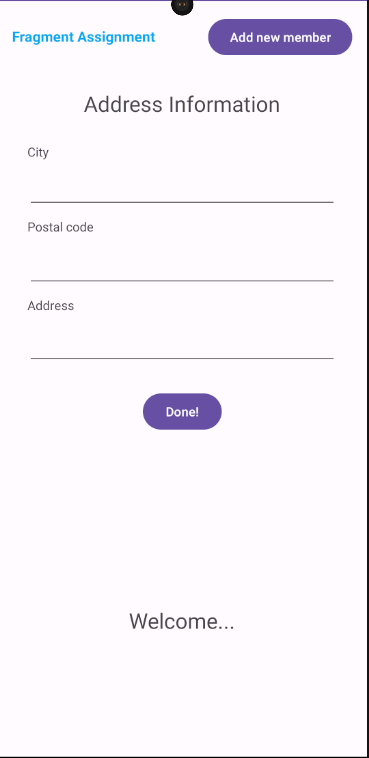 Fragment Assignment
Add new member
Address Information
City
Postal code
Address
Done!
Welcome...